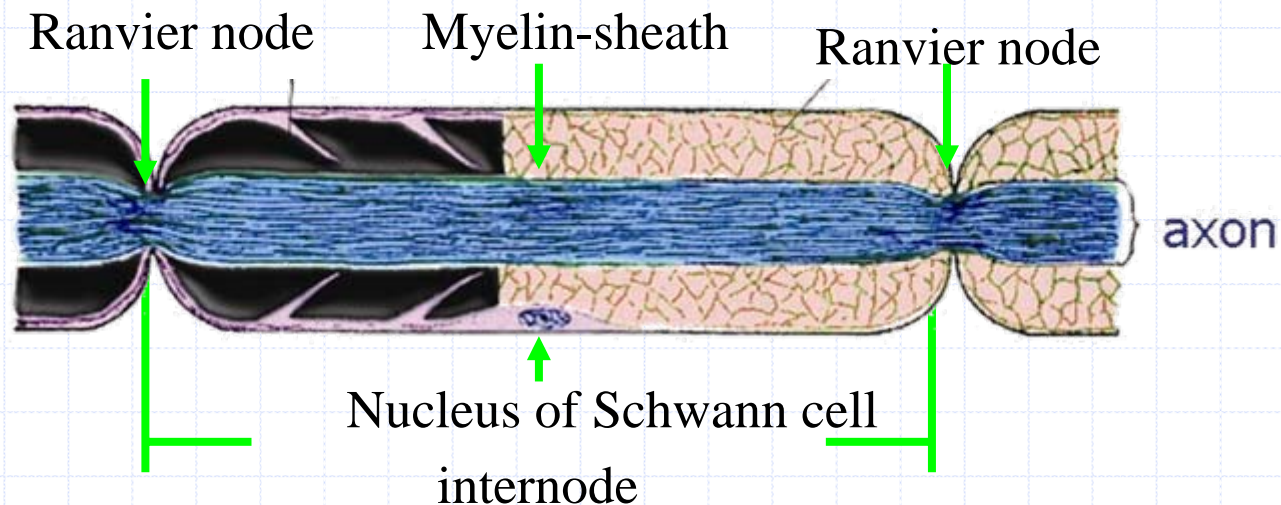 Ranvier node
Myelin-sheath
Ranvier node
axon
Nucleus of Schwann cell
internode